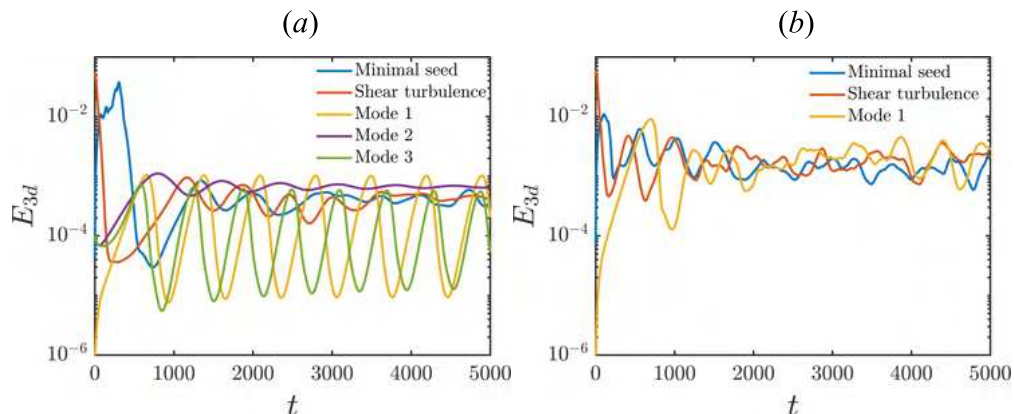 (a)
(b)
Minimal seed
Shear turbulence
Mode 1
Mode 2
Mode 3
10⁻²
10⁻⁴
10⁻⁶
E₃d
0 1000 2000 3000 4000 5000
t
Minimal seed
Shear turbulence
Mode 1
10⁻²
10⁻⁴
10⁻⁶
E₃d
0 1000 2000 3000 4000 5000
t